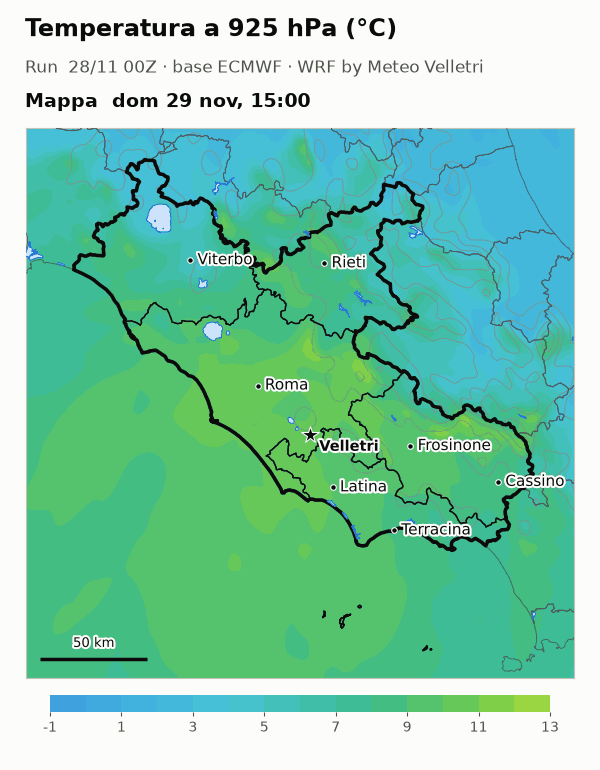 Temperatura a 925 hPa (°C)
Run  28/11 00Z · base ECMWF · WRF by Meteo Velletri
Mappa  dom 29 nov, 15:00
Viterbo
Rieti
Roma
Velletri
Frosinone
Cassino
Latina
Terracina
50 km
-1 1 3 5 7 9 11 13